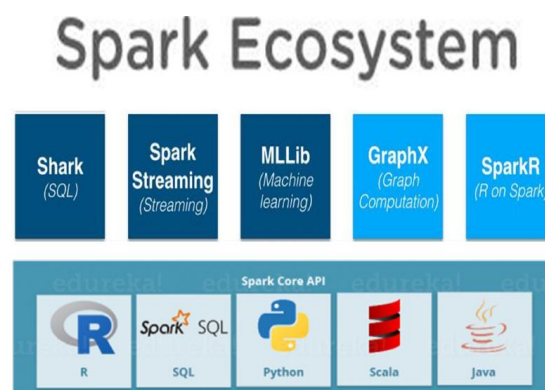 Spark Ecosystem
Shark
(SQL)
Spark
Streaming
(Streaming)
MLLib
(Machine
learning)
GraphX
(Graph
Computation)
SparkR
(R on Spark)
edureka!
Spark Core API
edureka!
R
R
Spark SQL
SQL
Python
Scala
Java